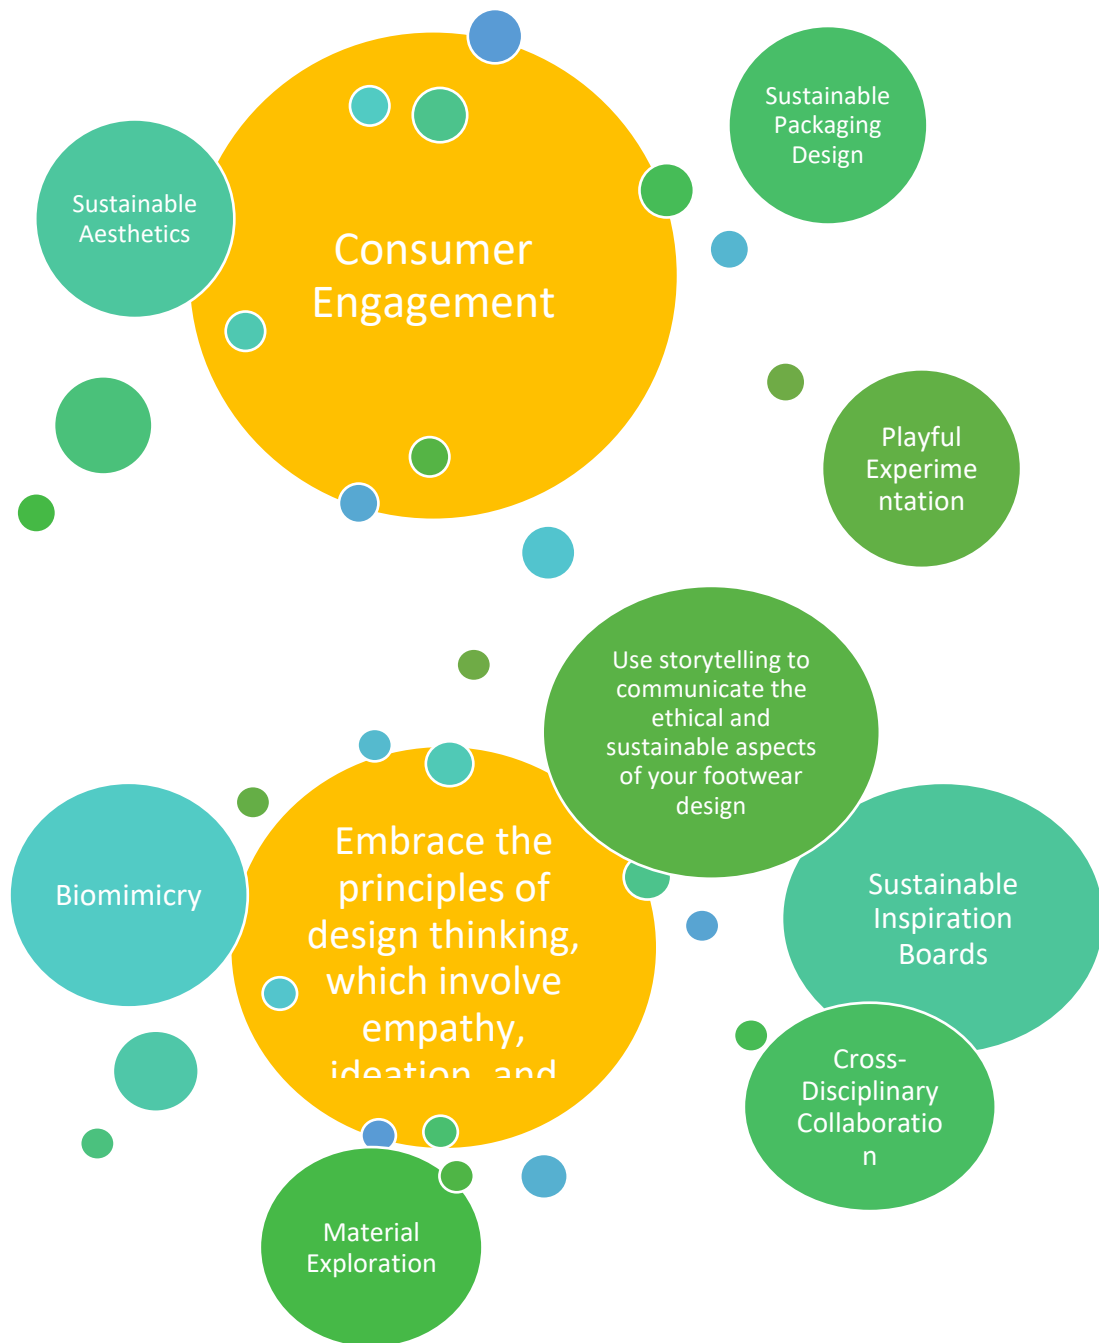 Sustainable
Packaging
Design
Sustainable
Aesthetics
Consumer
Engagement
Playful
Experime
ntation
Use storytelling to
communicate the
ethical and
sustainable aspects
of your footwear
design
Embrace the
principles of
design thinking,
which involve
empathy,
ideation, and
Biomimicry
Sustainable
Inspiration
Boards
Cross-
Disciplinary
Collaboratio
n
Material
Exploration